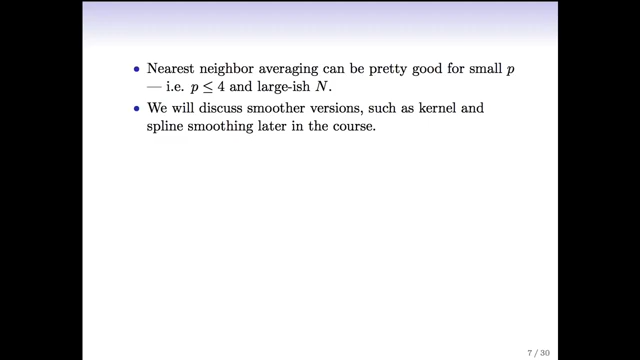 • Nearest neighbor averaging can be pretty good for small p
— i.e. p ≤ 4 and large-ish N.
• We will discuss smoother versions, such as kernel and
spline smoothing later in the course.
7 / 30